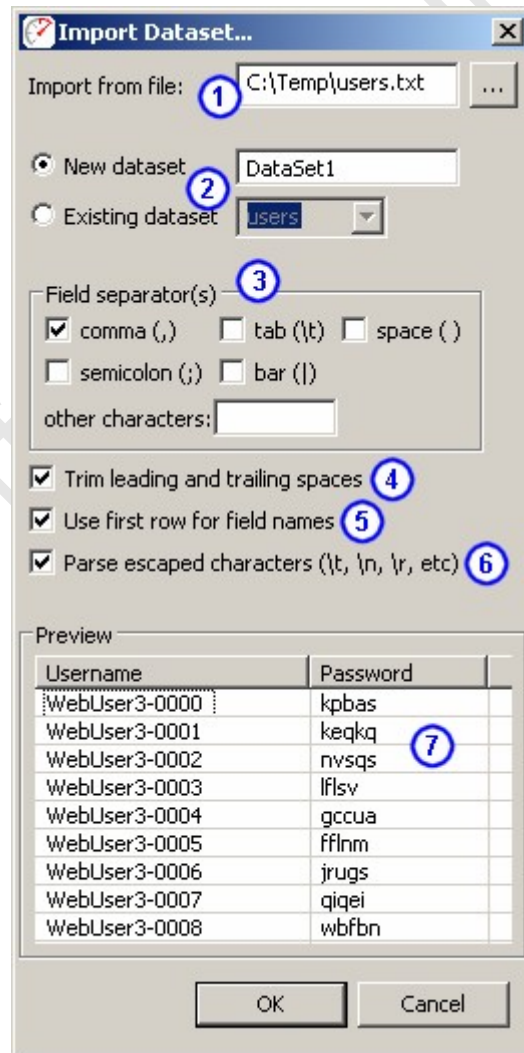 Import Dataset...
Import from file: 1 C:\Temp\users.txt ...
New dataset DataSet1
2
Existing dataset users
3
Field separator(s)
comma (,) tab (\t) space ( )
semicolon (;) bar (|)
other characters:
Trim leading and trailing spaces 4
Use first row for field names 5
Parse escaped characters (\t, \n, \r, etc) 6
Preview
Username Password
WebUser3-0000 kpbas
WebUser3-0001 keqkq
7
WebUser3-0002 nvsqs
WebUser3-0003 lflsv
WebUser3-0004 gccua
WebUser3-0005 fflnm
WebUser3-0006 jrugs
WebUser3-0007 qiqei
WebUser3-0008 wbfbn
OK Cancel